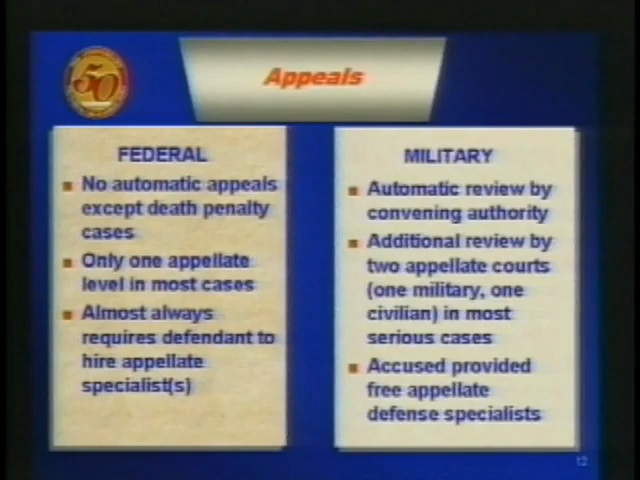 50
Appeals
FEDERAL
■ No automatic appeals
except death penalty
cases
■ Only one appellate
level in most cases
■ Almost always
requires defendant to
hire appellate
specialist(s)
MILITARY
■ Automatic review by
convening authority
■ Additional review by
two appellate courts
(one military, one
civilian) in most
serious cases
■ Accused provided
free appellate
defense specialists
12